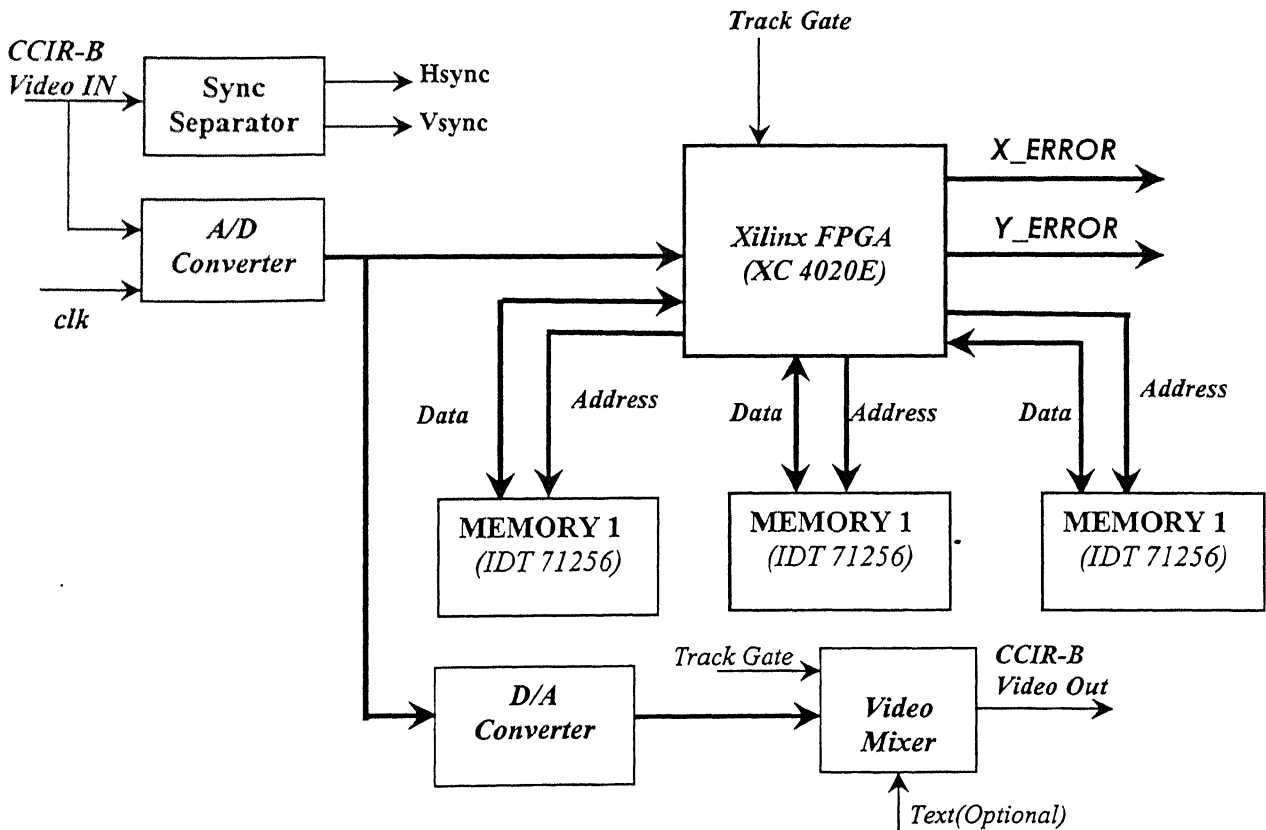 Track Gate
CCIR-B
Video IN
Sync
Separator
Hsync
Vsync
X_ERROR
Y_ERROR
A/D
Converter
clk
Xilinx FPGA
(XC 4020E)
Data
Address
Data
Address
Data
Address
MEMORY 1
(IDT 71256)
MEMORY 1
(IDT 71256)
MEMORY 1
(IDT 71256)
Track Gate
CCIR-B
Video Out
D/A
Converter
Video
Mixer
Text(Optional)